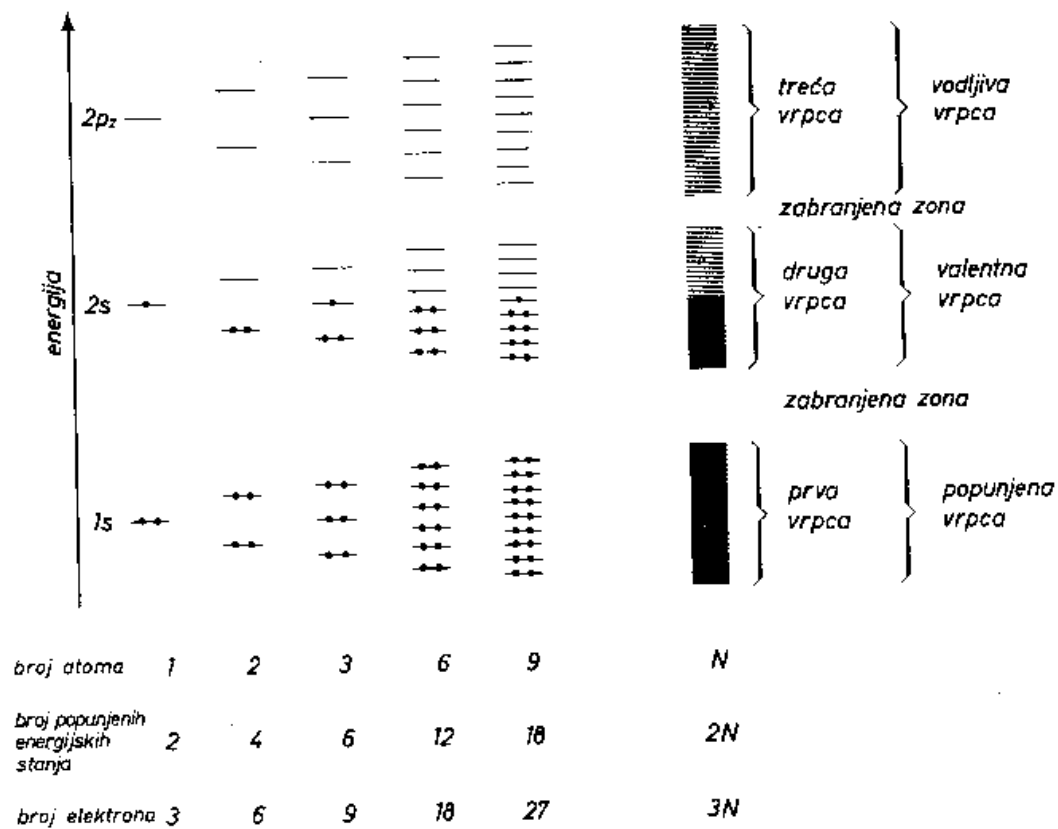 energija
2pz
2s
1s
treća
vrpca
vodljiva
vrpca
zabranjena zona
druga
vrpca
valentna
vrpca
zabranjena zona
prva
vrpca
popunjena
vrpca
broj atoma 1 2 3 6 9 N
broj popunjenih
energijskih
stanja
2 4 6 12 18 2N
broj elektrona 3 6 9 18 27 3N